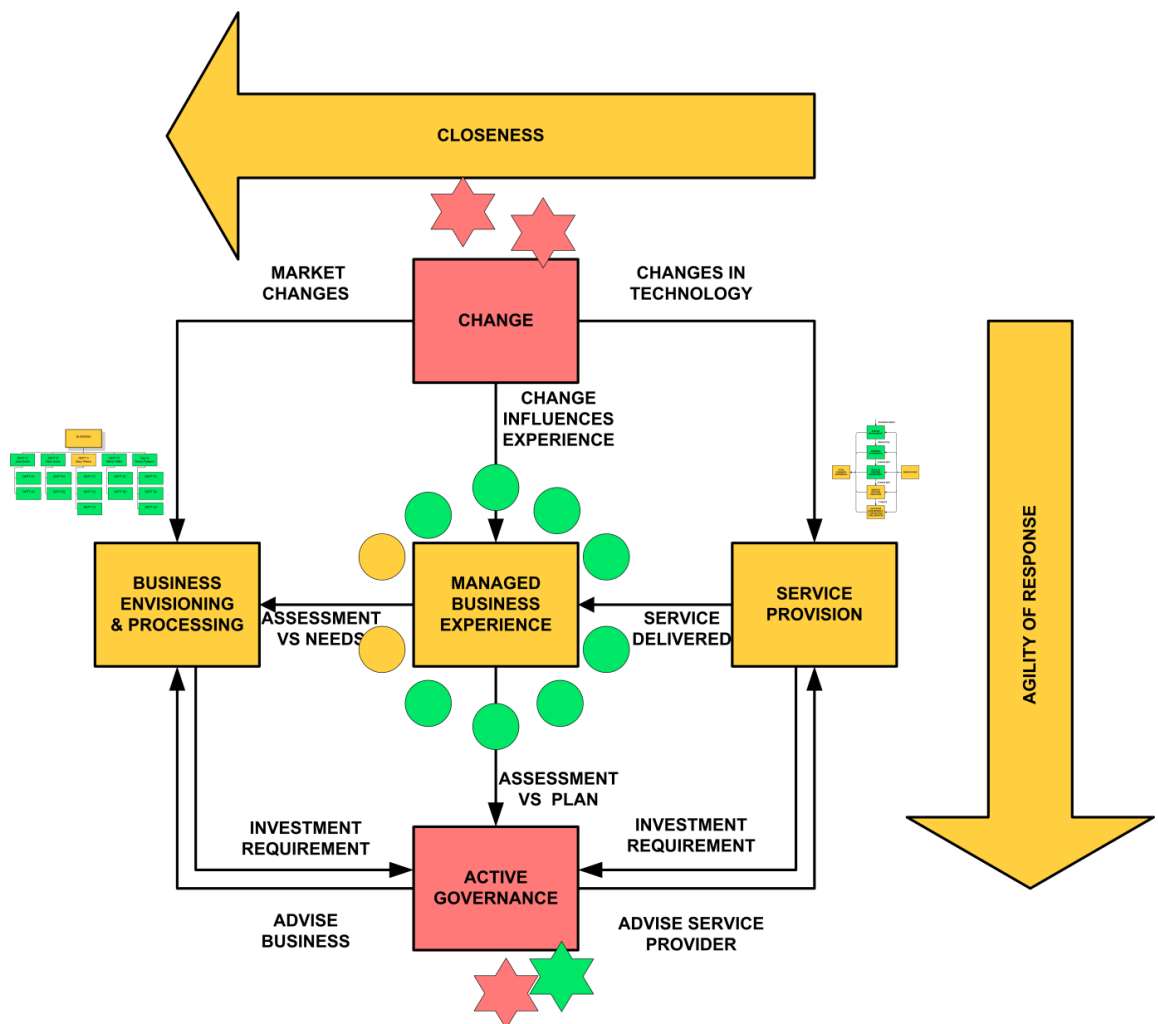 CLOSENESS
MARKET
CHANGES
CHANGES IN
TECHNOLOGY
CHANGE
CHANGE
INFLUENCES
EXPERIENCE
BUSINESS
BUSINESS
ENVISIONING
& PROCESSING
ASSESSMENT
VS NEEDS
MANAGED
BUSINESS
EXPERIENCE
SERVICE
DELIVERED
SERVICE
PROVISION
AGILITY OF RESPONSE
ASSESSMENT
VS PLAN
INVESTMENT
REQUIREMENT
INVESTMENT
REQUIREMENT
ACTIVE
GOVERNANCE
ADVISE
BUSINESS
ADVISE SERVICE
PROVIDER